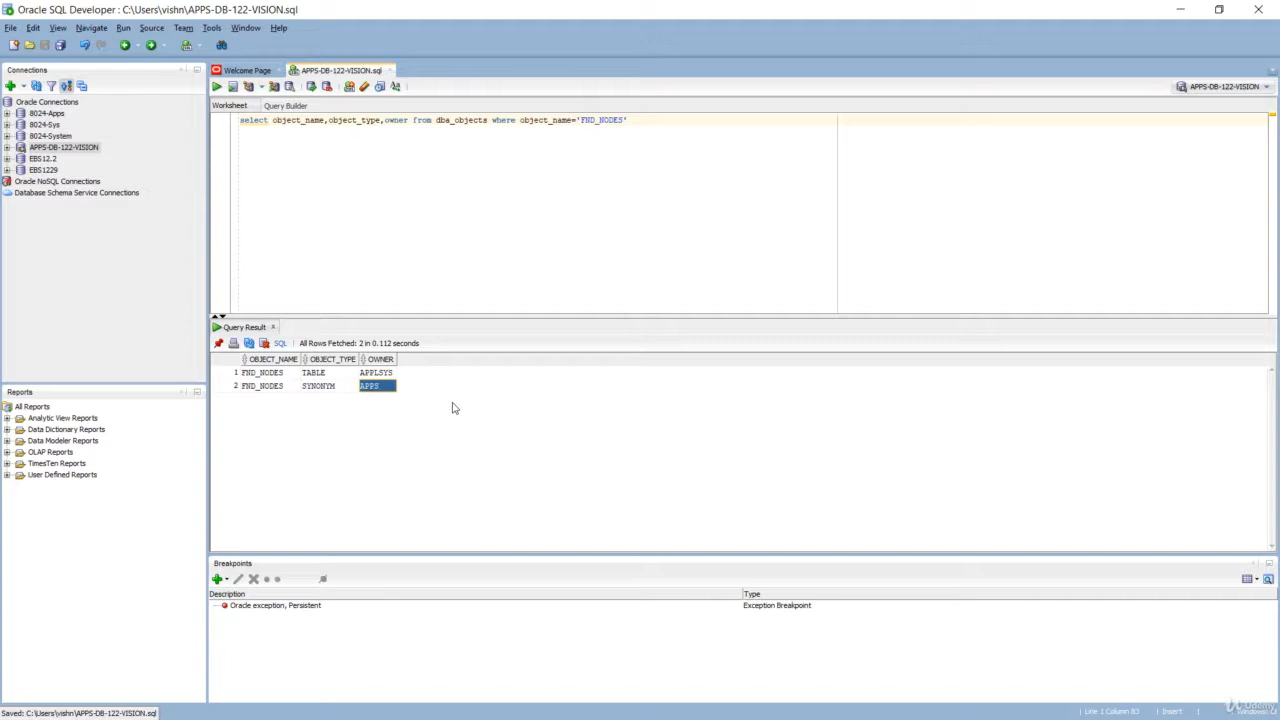 Oracle SQL Developer : C:\Users\vishn\APPS-DB-122-VISION.sql
File Edit View Navigate Run Source Team Tools Window Help
Connections
Oracle Connections
8024-Apps
8024-Sys
8024-System
APPS-DB-122-VISION
EBS12.2
EBS1229
Oracle NoSQL Connections
Database Schema Service Connections
Reports
All Reports
Analytic View Reports
Data Dictionary Reports
Data Modeler Reports
OLAP Reports
TimesTen Reports
User Defined Reports
Welcome Page APPS-DB-122-VISION.sql
APPS-DB-122-VISION
Worksheet Query Builder
select object_name,object_type,owner from dba_objects where object_name='FND_NODES'
Query Result
SQL All Rows Fetched: 2 in 0.112 seconds
OBJECT_NAME OBJECT_TYPE OWNER
1 FND_NODES TABLE APPLSYS
2 FND_NODES SYNONYM APPS
Breakpoints
Description Type
Oracle exception, Persistent Exception Breakpoint
Saved: C:\Users\vishn\APPS-DB-122-VISION.sql
Line 1 Column 83 Insert
Udemy